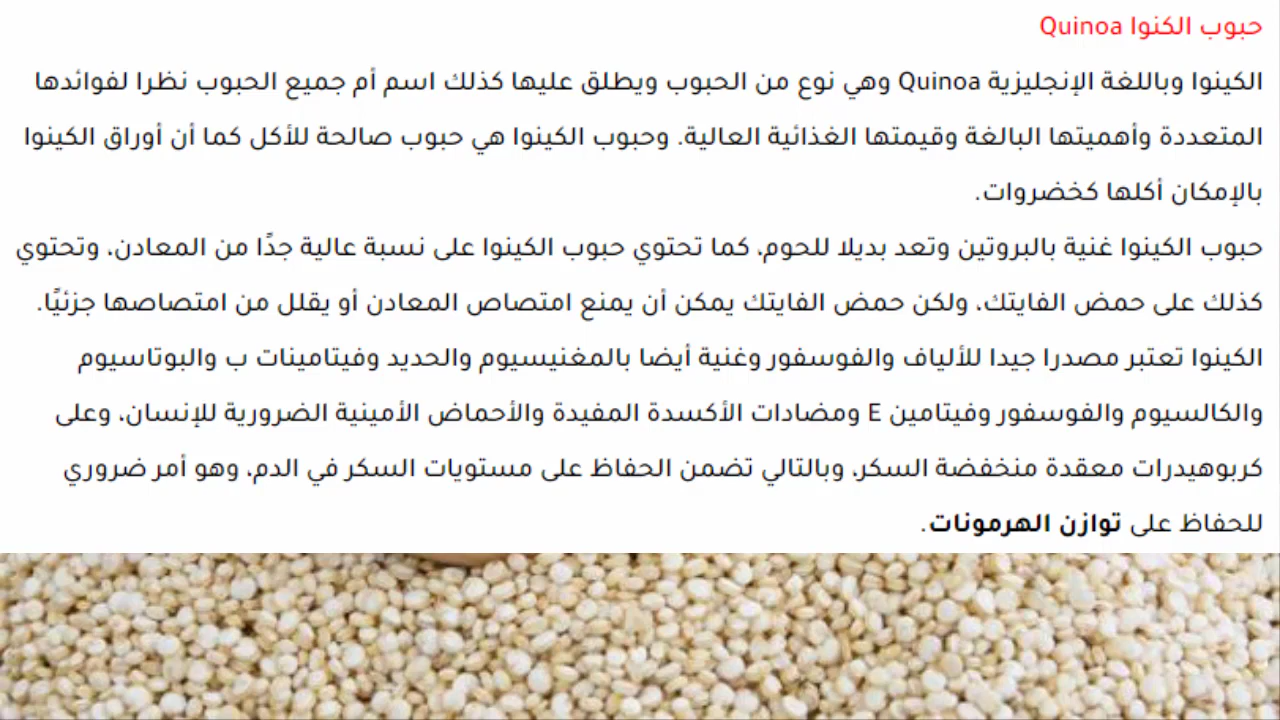 حبوب الكنوا Quinoa
الكينوا وباللغة الإنجليزية Quinoa وهي نوع من الحبوب ويطلق عليها كذلك اسم أم جميع الحبوب نظرا لفوائدها
المتعددة وأهميتها البالغة وقيمتها الغذائية العالية. وحبوب الكينوا هي حبوب صالحة للأكل كما أن أوراق الكينوا
بالإمكان أكلها كخضروات.
حبوب الكينوا غنية بالبروتين وتعد بديلا للحوم، كما تحتوي حبوب الكينوا على نسبة عالية جدًا من المعادن، وتحتوي
كذلك على حمض الفايتك، ولكن حمض الفايتك يمكن أن يمنع امتصاص المعادن أو يقلل من امتصاصها جزئيًا.
الكينوا تعتبر مصدرا جيدا للألياف والفوسفور وغنية أيضا بالمغنيسيوم والحديد وفيتامينات ب والبوتاسيوم
والكالسيوم والفوسفور وفيتامين E ومضادات الأكسدة المفيدة والأحماض الأمينية الضرورية للإنسان، وعلى
كربوهيدرات معقدة منخفضة السكر، وبالتالي تضمن الحفاظ على مستويات السكر في الدم، وهو أمر ضروري
للحفاظ على توازن الهرمونات.